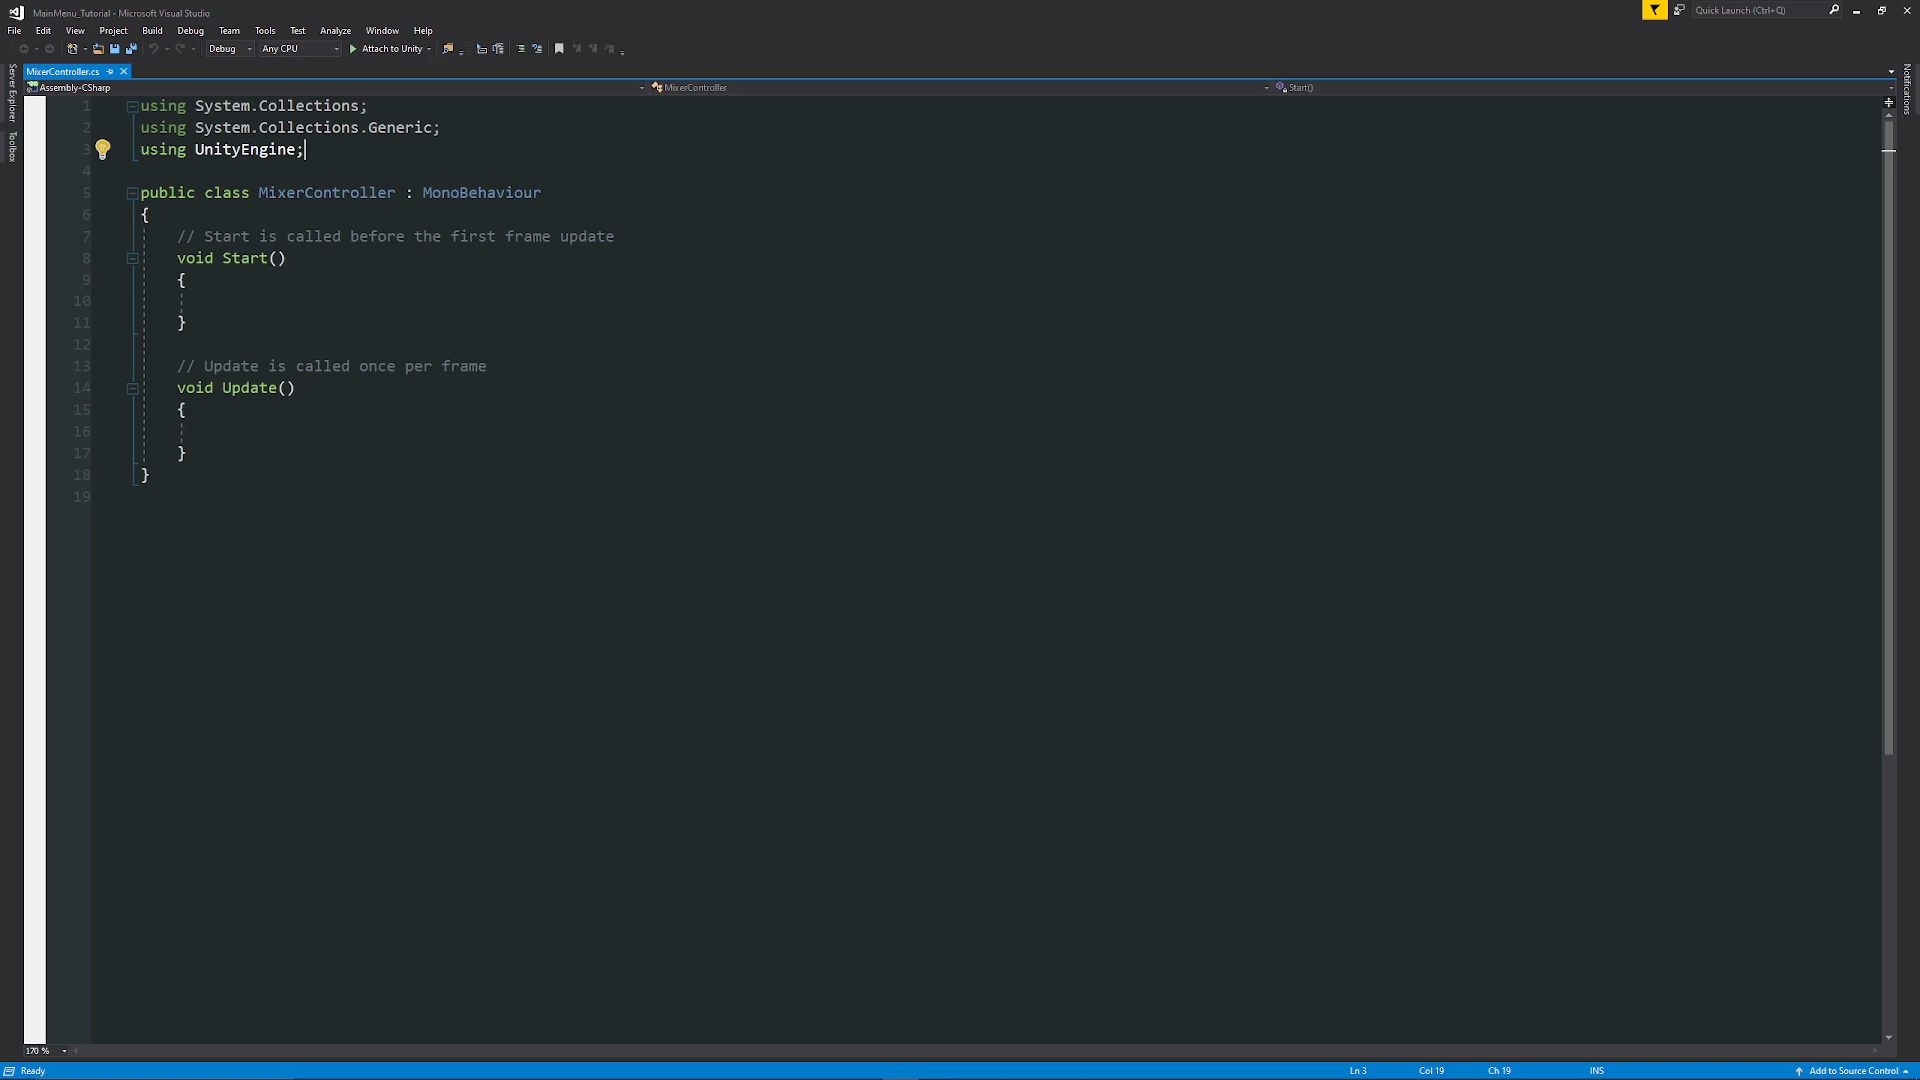 MainMenu_Tutorial - Microsoft Visual Studio
Quick Launch (Ctrl+Q)
File Edit View Project Build Debug Team Tools Test Analyze Window Help
Debug Any CPU Attach to Unity
Server Explorer
Toolbox
Notifications
MixerController.cs
Assembly-CSharp MixerController Start()
1 using System.Collections;
2 using System.Collections.Generic;
3 using UnityEngine;
4
5 public class MixerController : MonoBehaviour
6 {
7 // Start is called before the first frame update
8 void Start()
9 {
10
11 }
12
13 // Update is called once per frame
14 void Update()
15 {
16
17 }
18 }
19
170 %
Ready Ln 3 Col 19 Ch 19 INS Add to Source Control